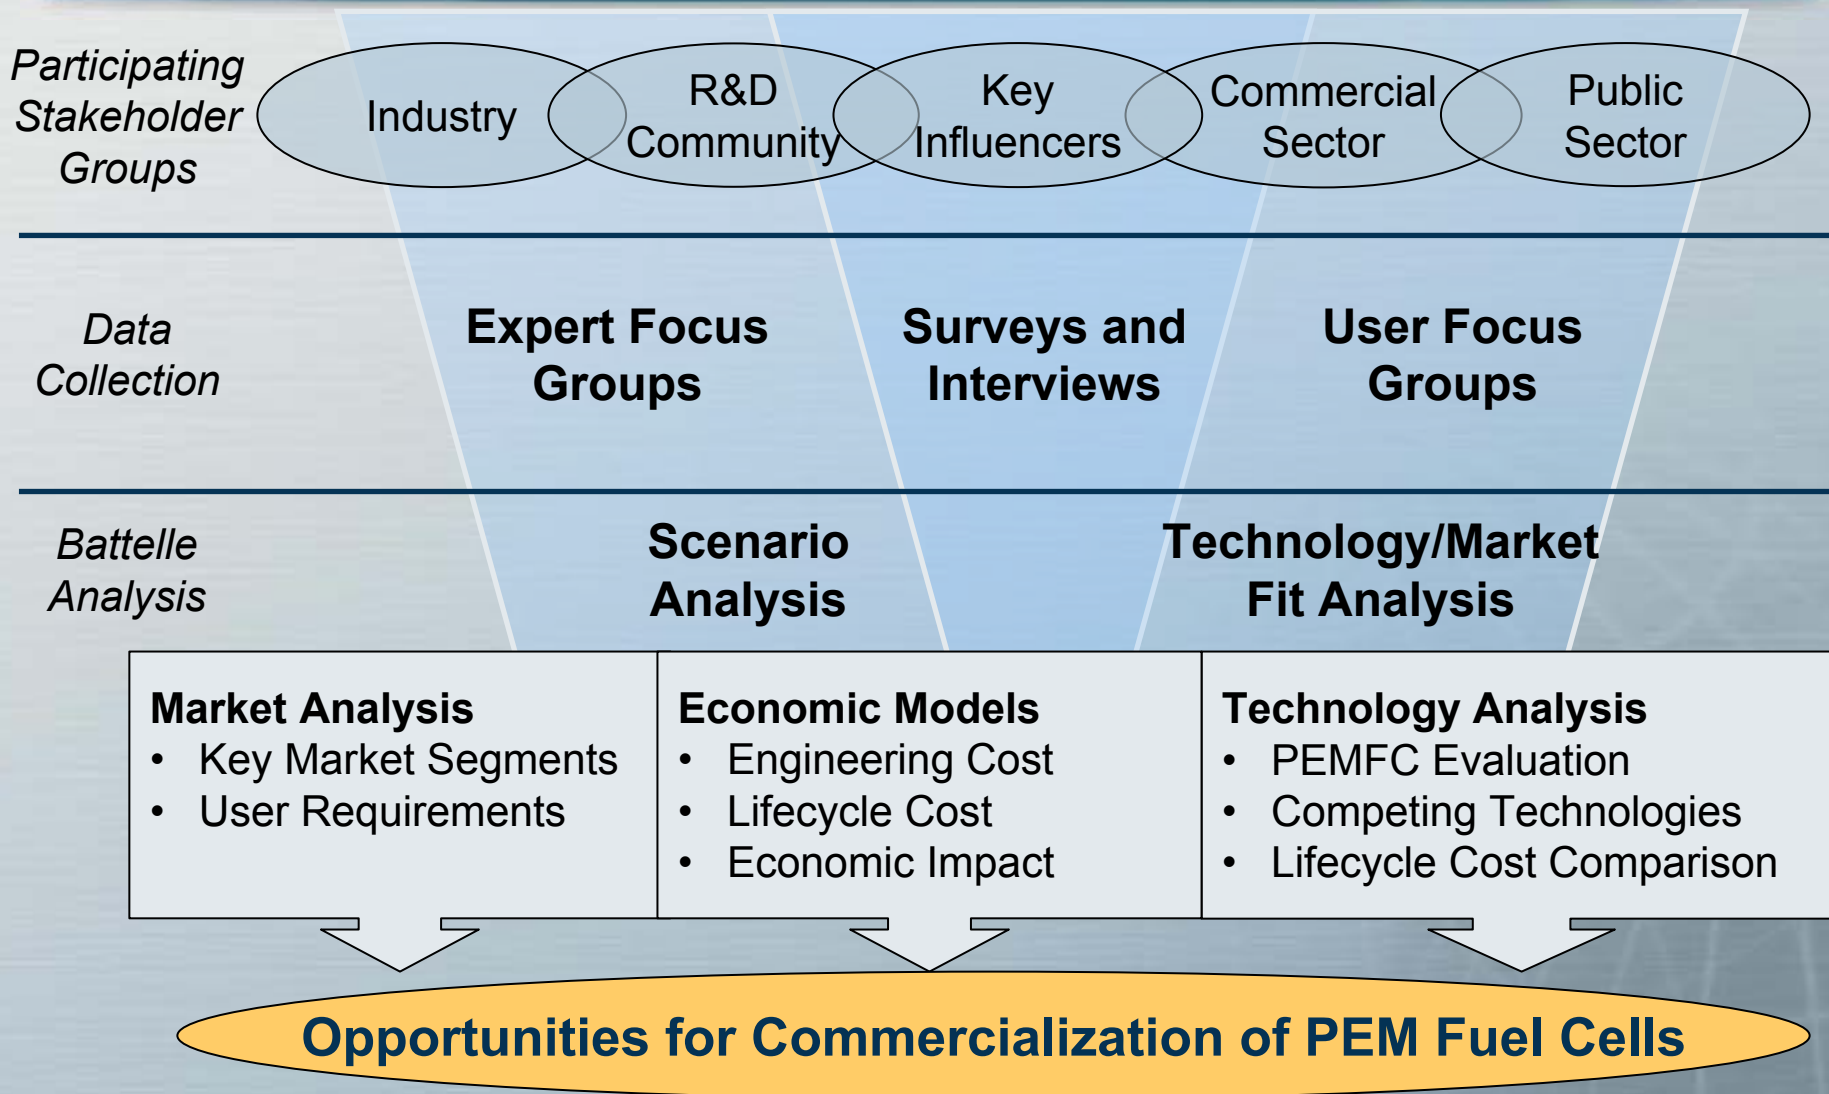 Participating
Stakeholder
Groups
Industry
R&D
Community
Key
Influencers
Commercial
Sector
Public
Sector
Data
Collection
Expert Focus
Groups
Surveys and
Interviews
User Focus
Groups
Battelle
Analysis
Scenario
Analysis
Technology/Market
Fit Analysis
Market Analysis
• Key Market Segments
• User Requirements
Economic Models
• Engineering Cost
• Lifecycle Cost
• Economic Impact
Technology Analysis
• PEMFC Evaluation
• Competing Technologies
• Lifecycle Cost Comparison
Opportunities for Commercialization of PEM Fuel Cells